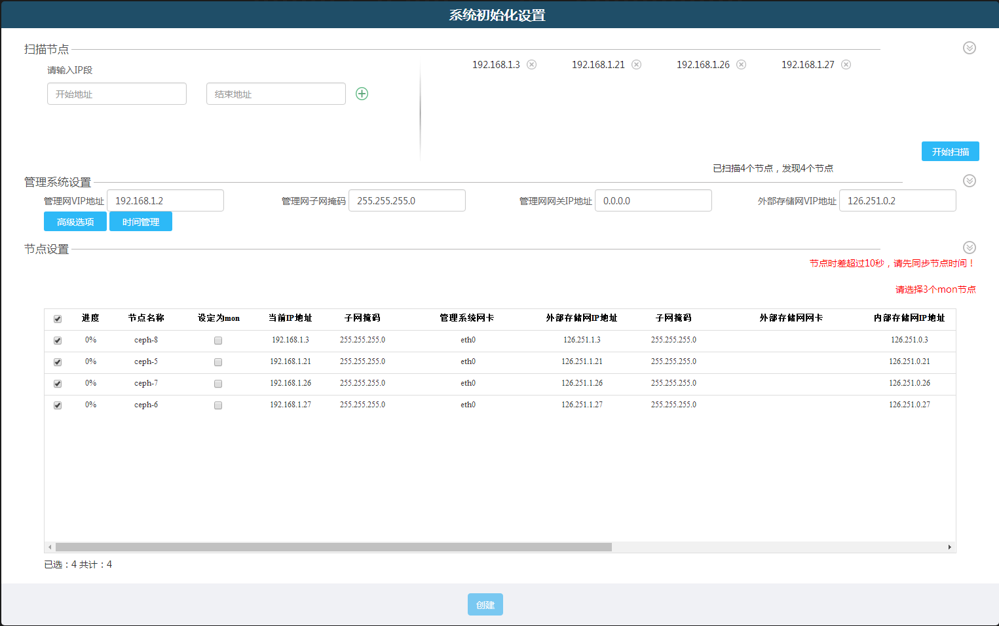 系统初始化设置
扫描节点
请输入IP段
开始地址 结束地址
192.168.1.3 192.168.1.21 192.168.1.26 192.168.1.27
开始扫描
已扫描4个节点，发现4个节点
管理系统设置
管理网VIP地址 192.168.1.2 管理网子网掩码 255.255.255.0 管理网网关IP地址 0.0.0.0 外部存储网VIP地址 126.251.0.2
高级选项 时间管理
节点设置
节点时差超过10秒，请先同步节点时间！
请选择3个mon节点
进度 节点名称 设定为mon 当前IP地址 子网掩码 管理系统网卡 外部存储网IP地址 子网掩码 外部存储网网卡 内部存储网IP地址
0% ceph-8 192.168.1.3 255.255.255.0 eth0 126.251.1.3 255.255.255.0 126.251.0.3
0% ceph-5 192.168.1.21 255.255.255.0 eth0 126.251.1.21 255.255.255.0 126.251.0.21
0% ceph-7 192.168.1.26 255.255.255.0 eth0 126.251.1.26 255.255.255.0 126.251.0.26
0% ceph-6 192.168.1.27 255.255.255.0 eth0 126.251.1.27 255.255.255.0 126.251.0.27
已选：4 共计：4
创建